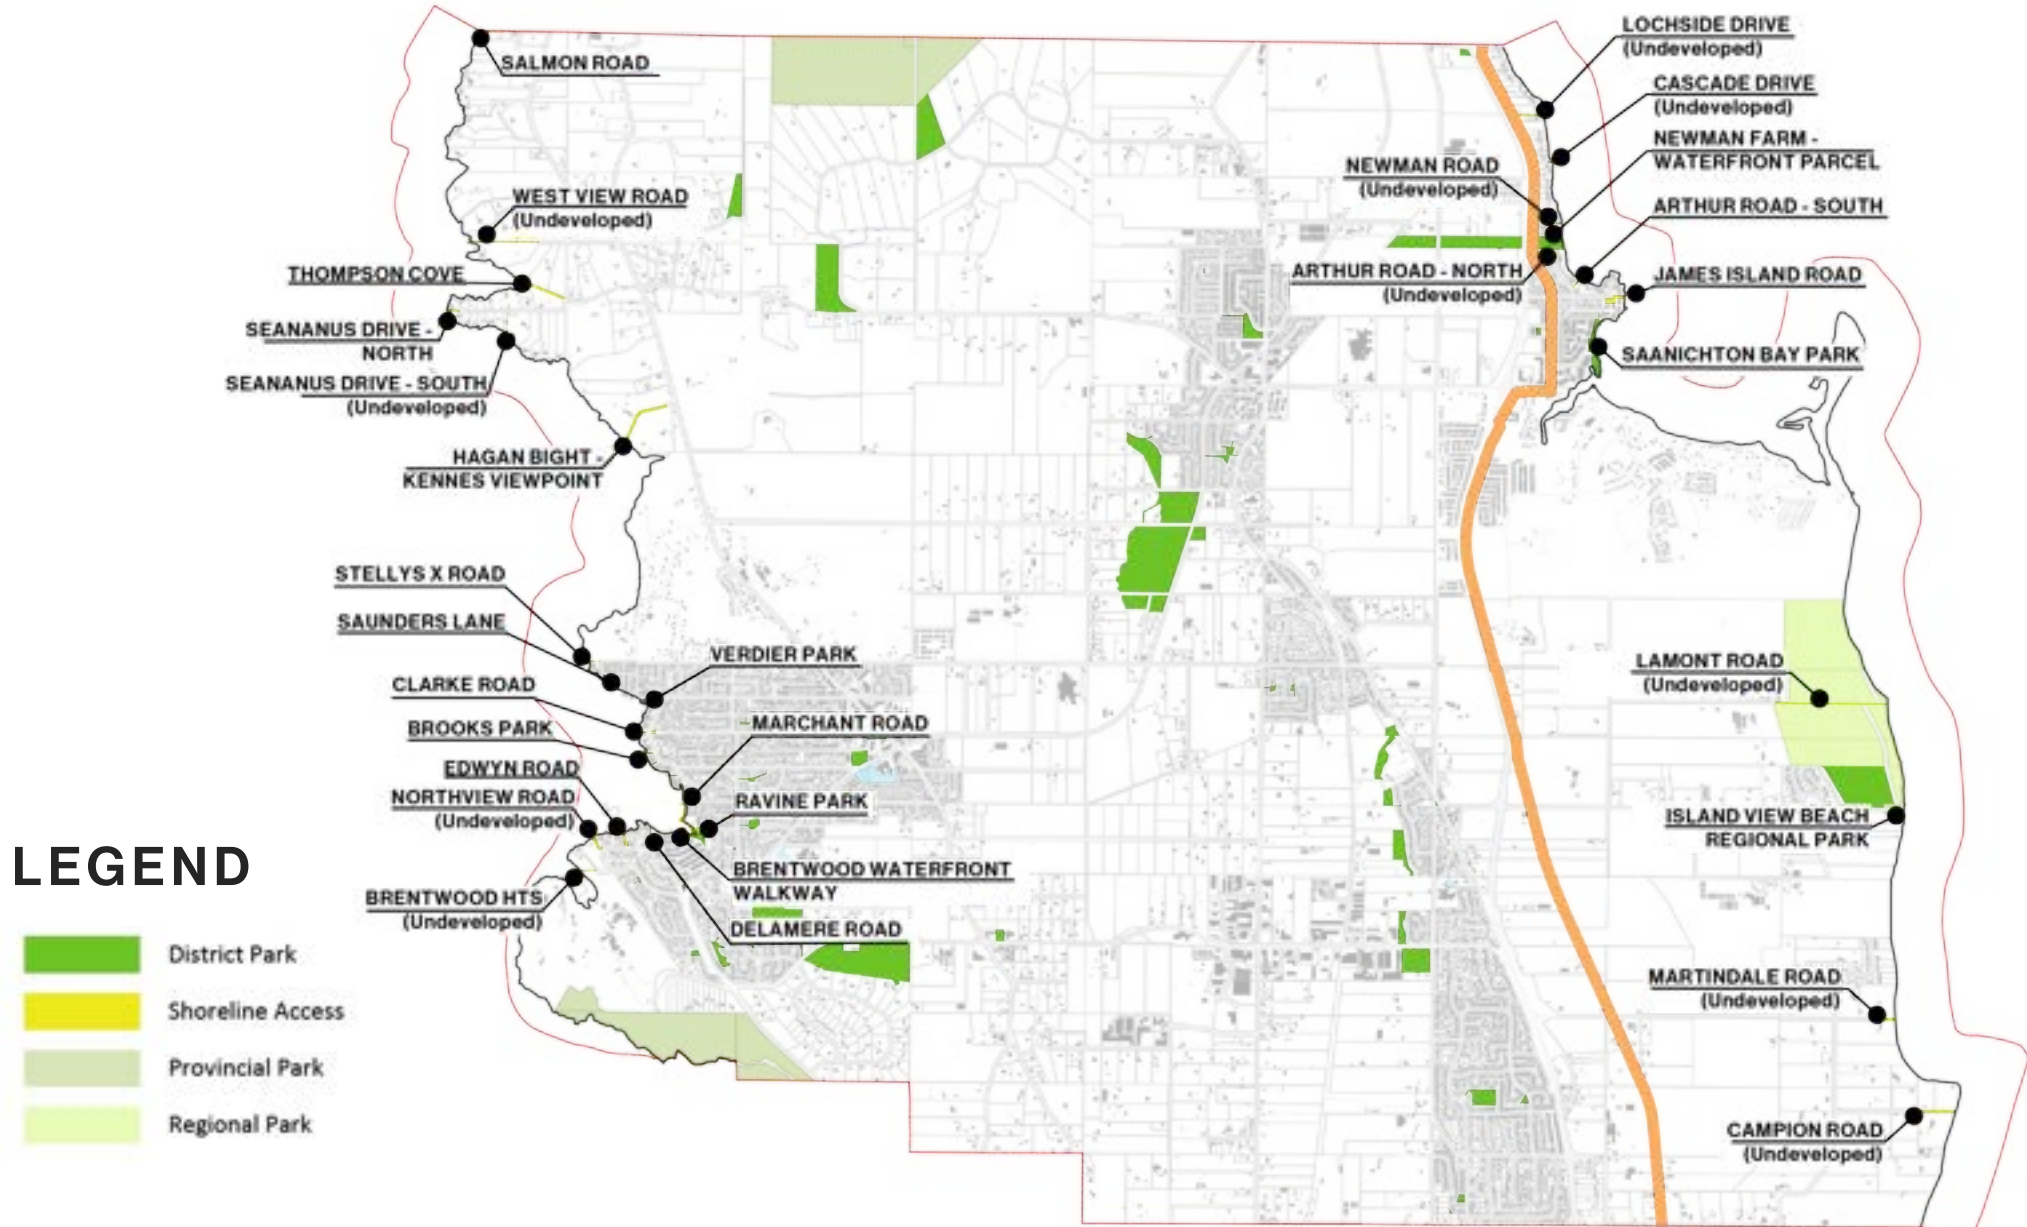 SALMON ROAD
WEST VIEW ROAD
(Undeveloped)
THOMPSON COVE
SEANANUS DRIVE -
NORTH
SEANANUS DRIVE - SOUTH
(Undeveloped)
HAGAN BIGHT -
KENNES VIEWPOINT
STELLYS X ROAD
SAUNDERS LANE
VERDIER PARK
CLARKE ROAD
BROOKS PARK
MARCHANT ROAD
EDWYN ROAD
NORTHVIEW ROAD
(Undeveloped)
RAVINE PARK
BRENTWOOD WATERFRONT
WALKWAY
BRENTWOOD HTS
(Undeveloped)
DELAMERE ROAD
LOCHSIDE DRIVE
(Undeveloped)
CASCADE DRIVE
(Undeveloped)
NEWMAN FARM -
WATERFRONT PARCEL
NEWMAN ROAD
(Undeveloped)
ARTHUR ROAD - SOUTH
ARTHUR ROAD - NORTH
(Undeveloped)
JAMES ISLAND ROAD
SAANICHTON BAY PARK
LAMONT ROAD
(Undeveloped)
ISLAND VIEW BEACH
REGIONAL PARK
MARTINDALE ROAD
(Undeveloped)
CAMPION ROAD
(Undeveloped)
LEGEND
District Park
Shoreline Access
Provincial Park
Regional Park